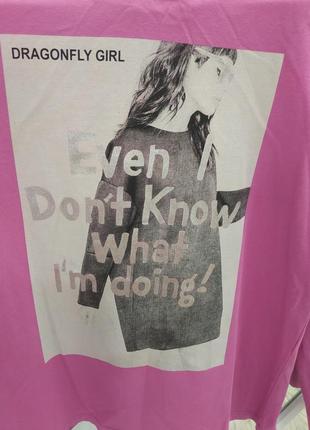 DRAGONFLY GIRL
Even I
Don't Know
What
I'm doing!